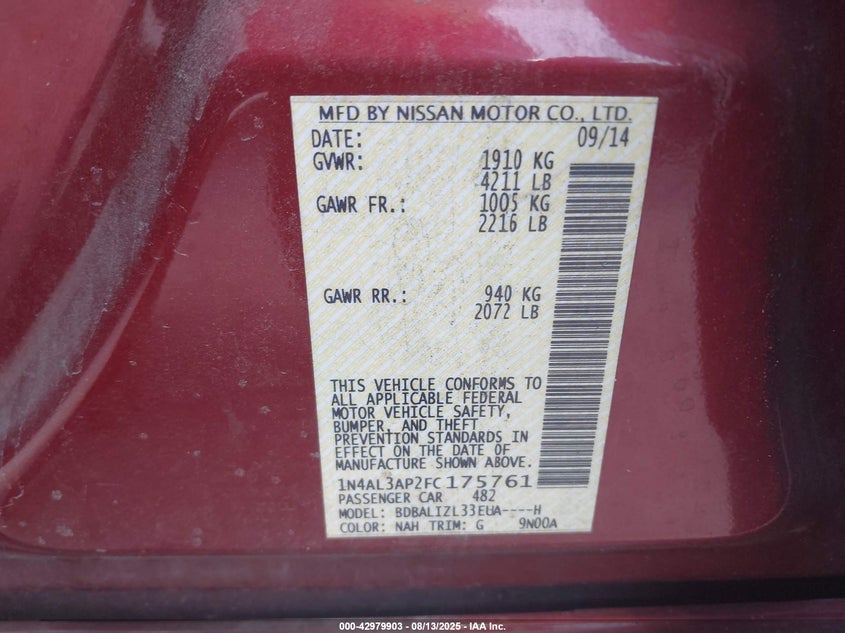 MFD BY NISSAN MOTOR CO., LTD.
DATE: 09/14
GVWR: 1910 KG
4211 LB
GAWR FR.: 1005 KG
2216 LB
GAWR RR.: 940 KG
2072 LB
THIS VEHICLE CONFORMS TO
ALL APPLICABLE FEDERAL
MOTOR VEHICLE SAFETY,
BUMPER, AND THEFT
PREVENTION STANDARDS IN
EFFECT ON THE DATE OF
MANUFACTURE SHOWN ABOVE.
1N4AL3AP2FC175761
PASSENGER CAR 482
MODEL: BDBALIZL33EUA----H
COLOR: NAH TRIM: G 9N00A
000-42979903 - 08/13/2025 - IAA Inc.